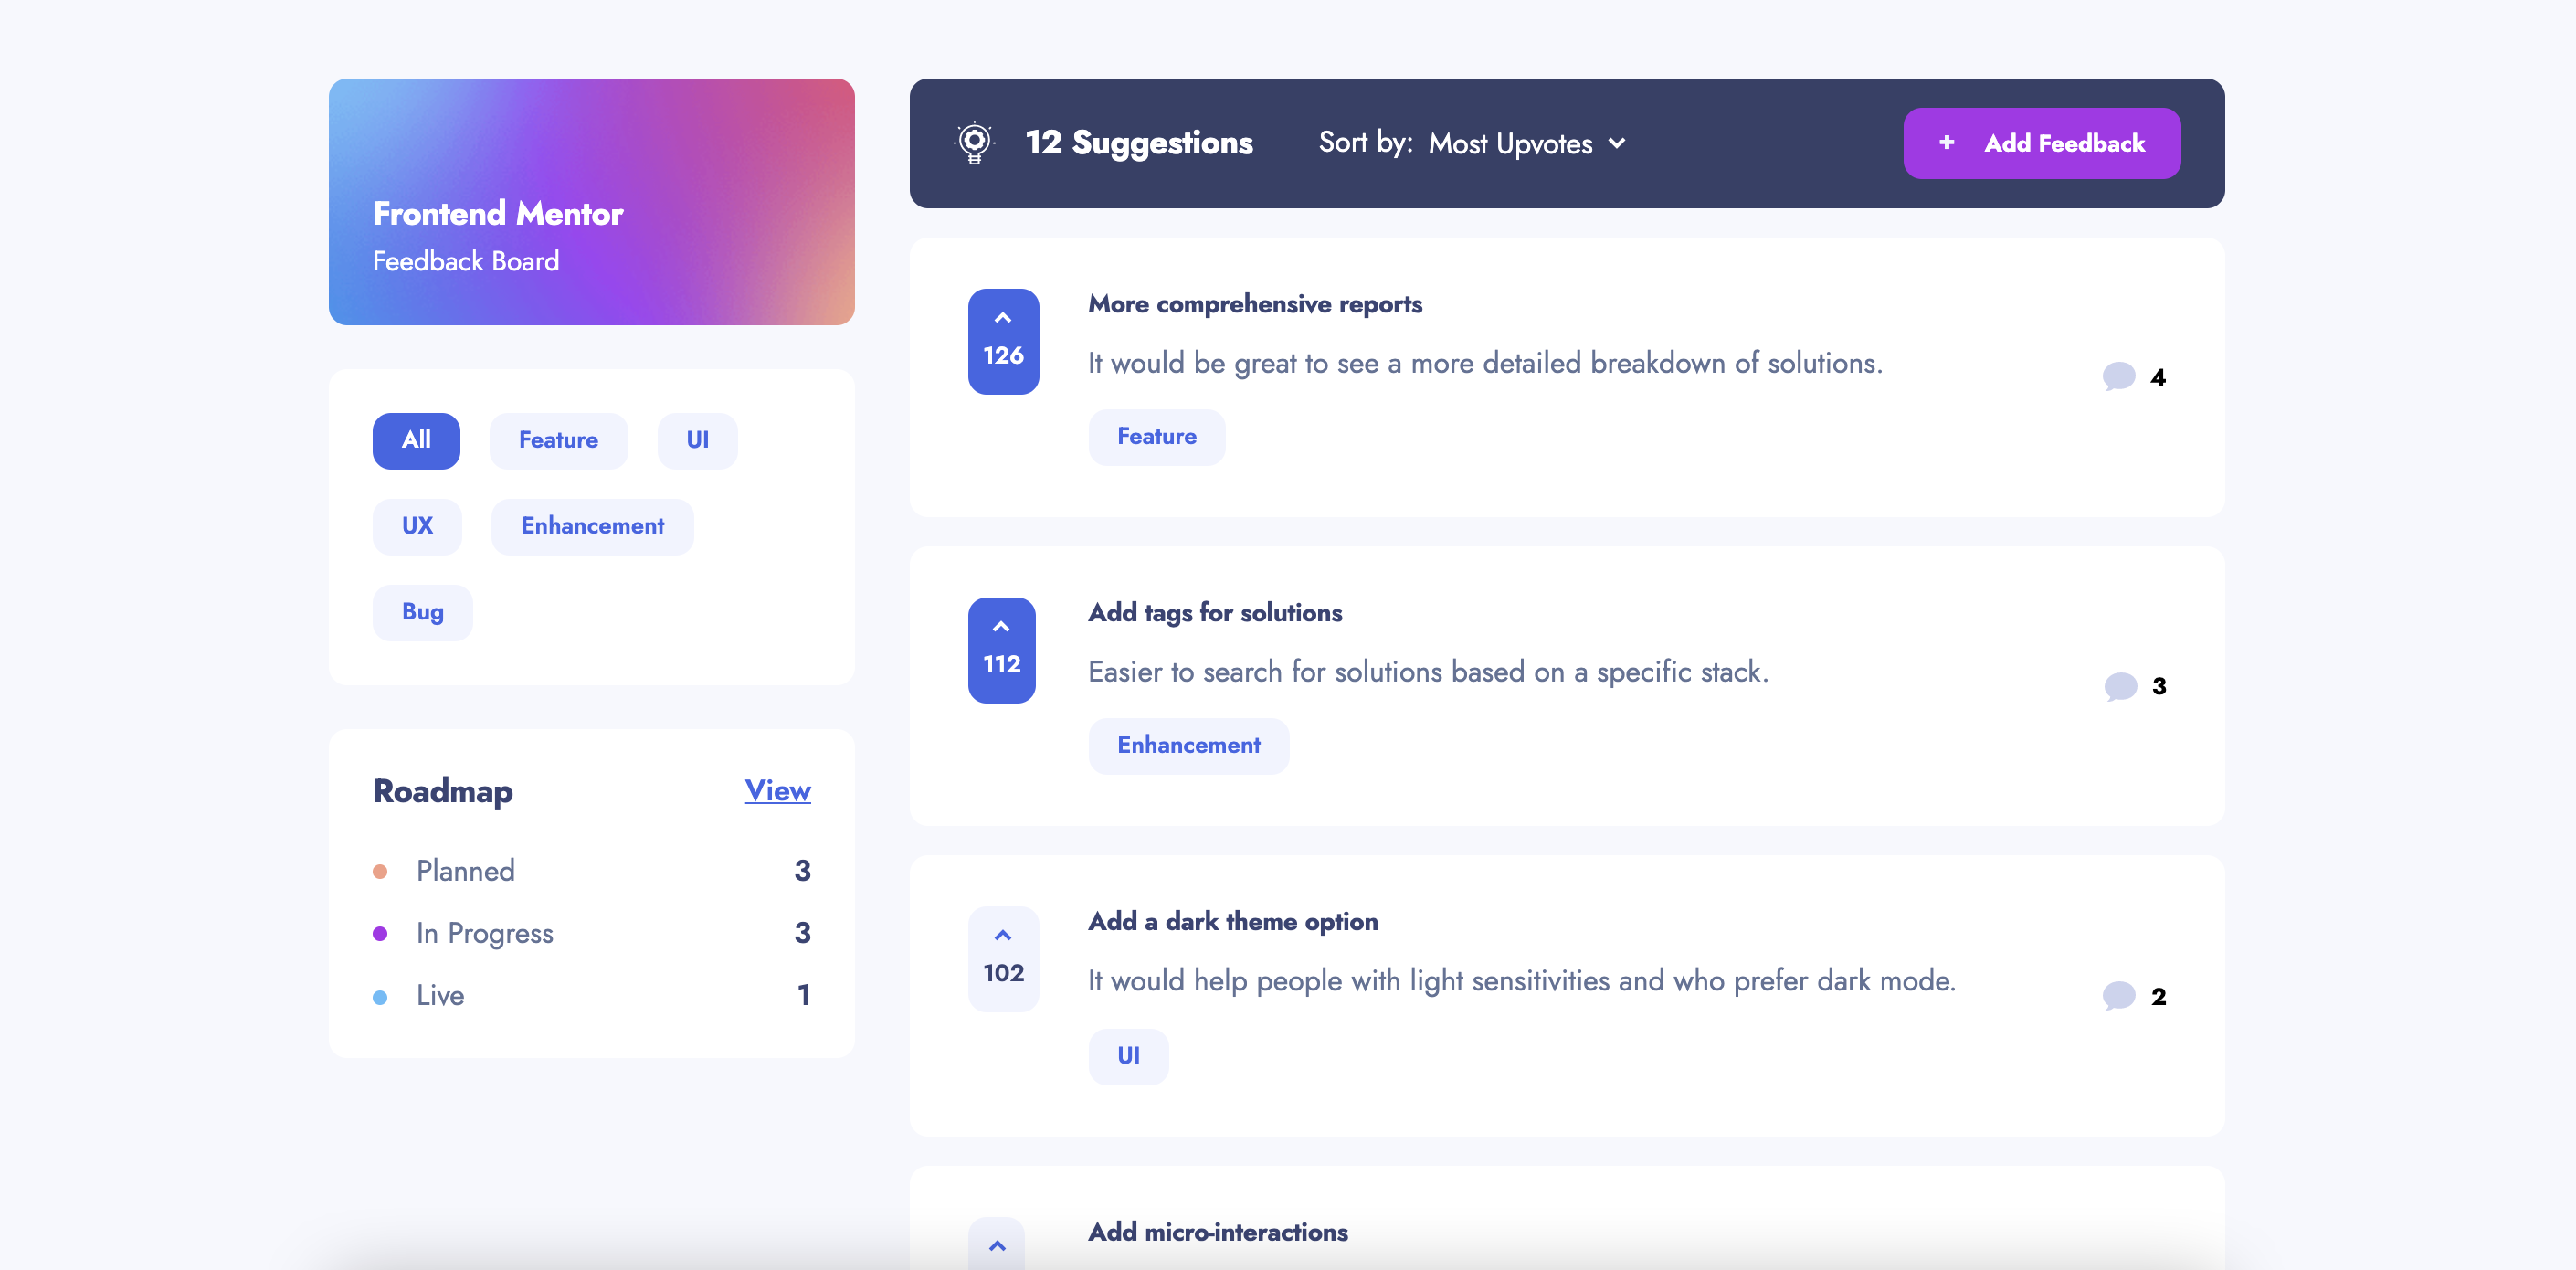 Frontend Mentor
Feedback Board
All
Feature
UI
UX
Enhancement
Bug
Roadmap
View
Planned
3
In Progress
3
Live
1
12 Suggestions
Sort by: Most Upvotes
+ Add Feedback
126
More comprehensive reports
It would be great to see a more detailed breakdown of solutions.
Feature
4
112
Add tags for solutions
Easier to search for solutions based on a specific stack.
Enhancement
3
102
Add a dark theme option
It would help people with light sensitivities and who prefer dark mode.
UI
2
Add micro-interactions